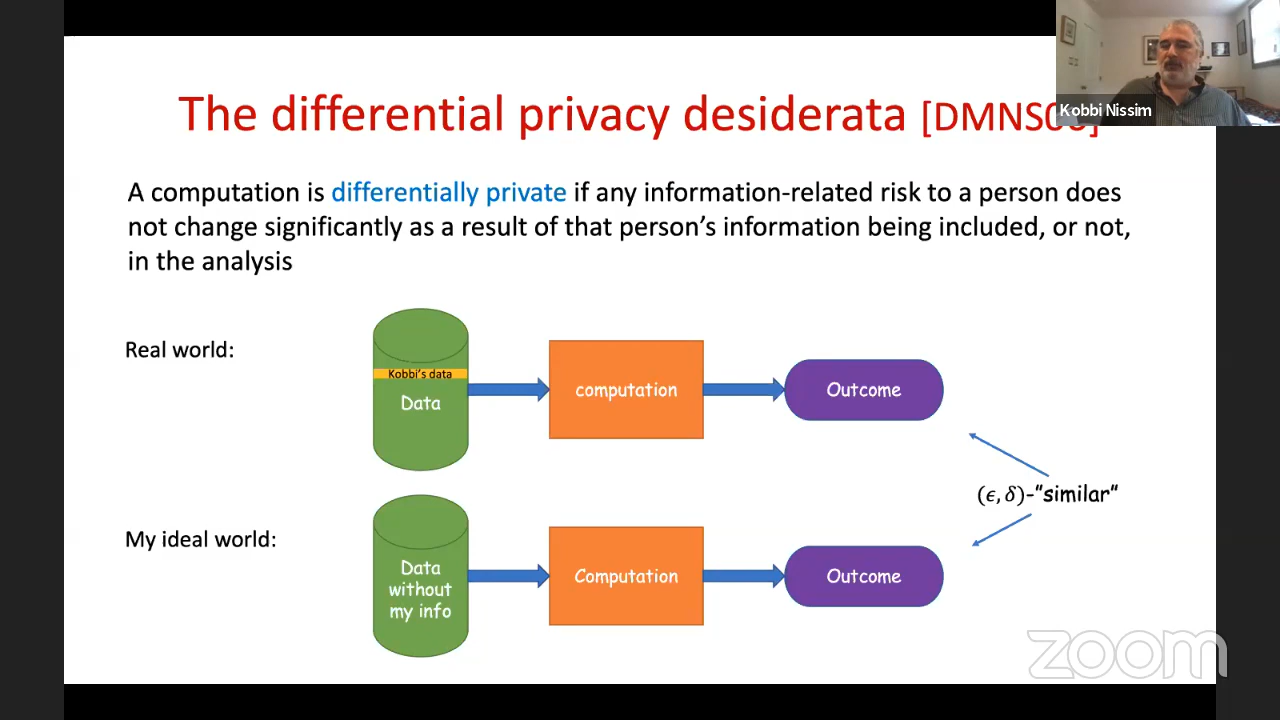 The differential privacy desiderata [DMNS06]
Kobbi Nissim
A computation is differentially private if any information-related risk to a person does
not change significantly as a result of that person's information being included, or not,
in the analysis
Real world:
Kobbi's data
Data
computation
Outcome
(ϵ, δ)-"similar"
My ideal world:
Data
without
my info
Computation
Outcome
zoom